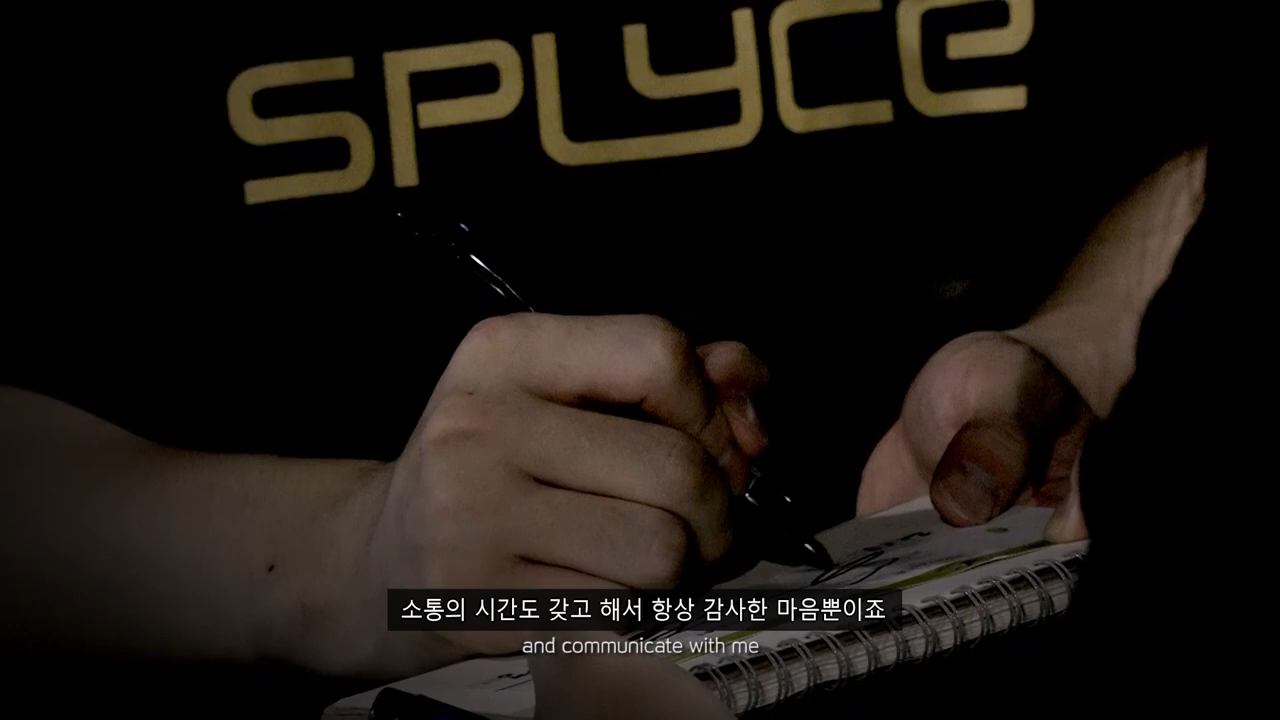 SPLYCE
소통의 시간도 갖고 해서 항상 감사한 마음뿐이죠
and communicate with me